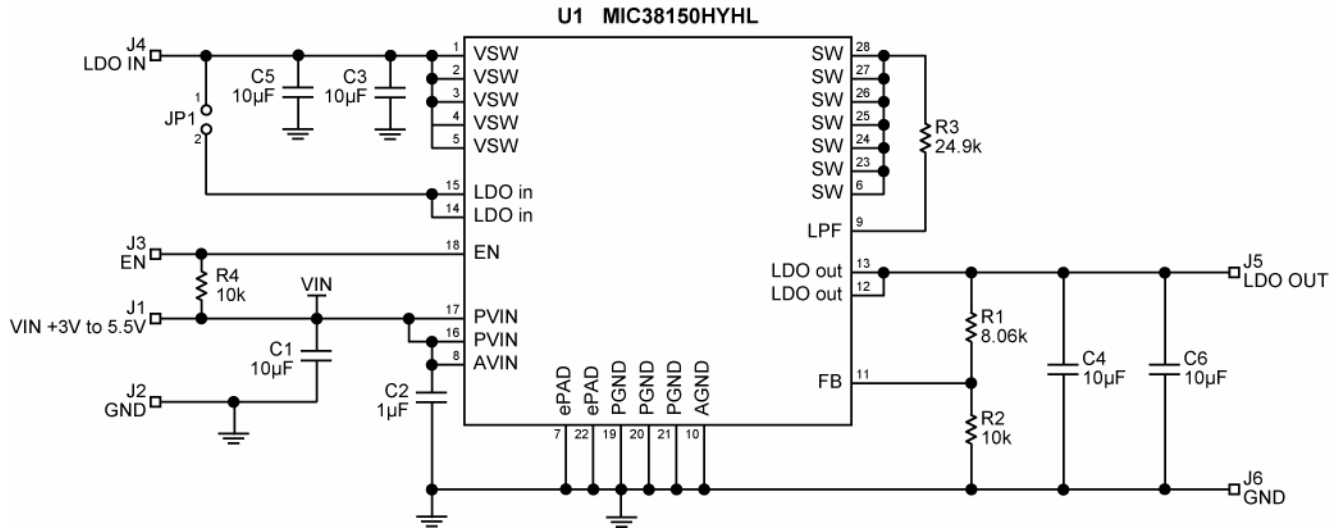 U1 MIC38150HYHL
J4
LDO IN
C5
10µF
C3
10µF
JP1
1
2
1 VSW
2 VSW
3 VSW
4 VSW
5 VSW
15 LDO in
14 LDO in
J3
EN
18 EN
R4
10k
VIN
J1
VIN +3V to 5.5V
17 PVIN
16 PVIN
8 AVIN
C1
10µF
C2
1µF
J2
GND
ePAD
ePAD
PGND
PGND
PGND
AGND
7 22 19 20 21 10
SW 28
SW 27
SW 26
SW 25
SW 24
SW 23
SW 6
R3
24.9k
LPF 9
LDO out 13
LDO out 12
J5
LDO OUT
R1
8.06k
FB 11
C4
10µF
C6
10µF
R2
10k
J6
GND